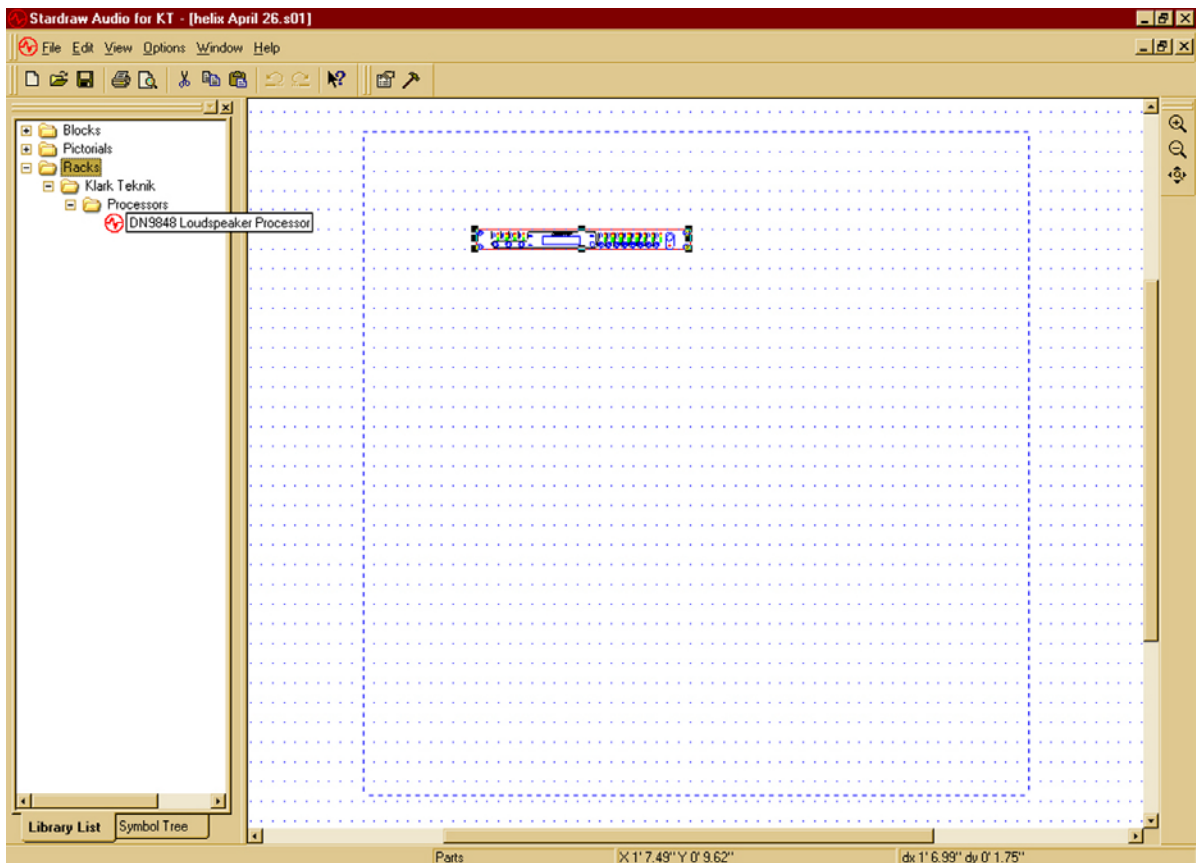 Stardraw Audio for KT - [helix April 26.s01]
File Edit View Options Window Help
Blocks
Pictorials
Racks
Klark Teknik
Processors
DN9848 Loudspeaker Processor
Library List Symbol Tree
Parts X 1' 7.49" Y 0' 9.62" dx 1' 6.99" dy 0' 1.75"